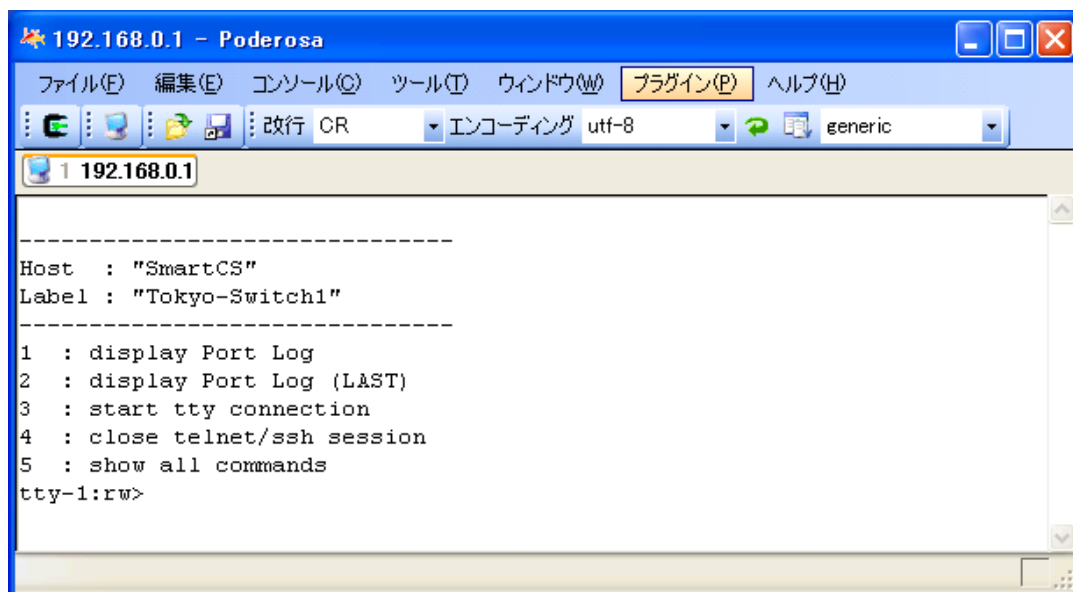 192.168.0.1 - Poderosa
ファイル(F) 編集(E) コンソール(C) ツール(T) ウィンドウ(W) プラグイン(P) ヘルプ(H)
改行 CR エンコーディング utf-8 generic
1 192.168.0.1
-------------------------------
Host  : "SmartCS"
Label : "Tokyo-Switch1"
-------------------------------
1  : display Port Log
2  : display Port Log (LAST)
3  : start tty connection
4  : close telnet/ssh session
5  : show all commands
tty-1:rw>